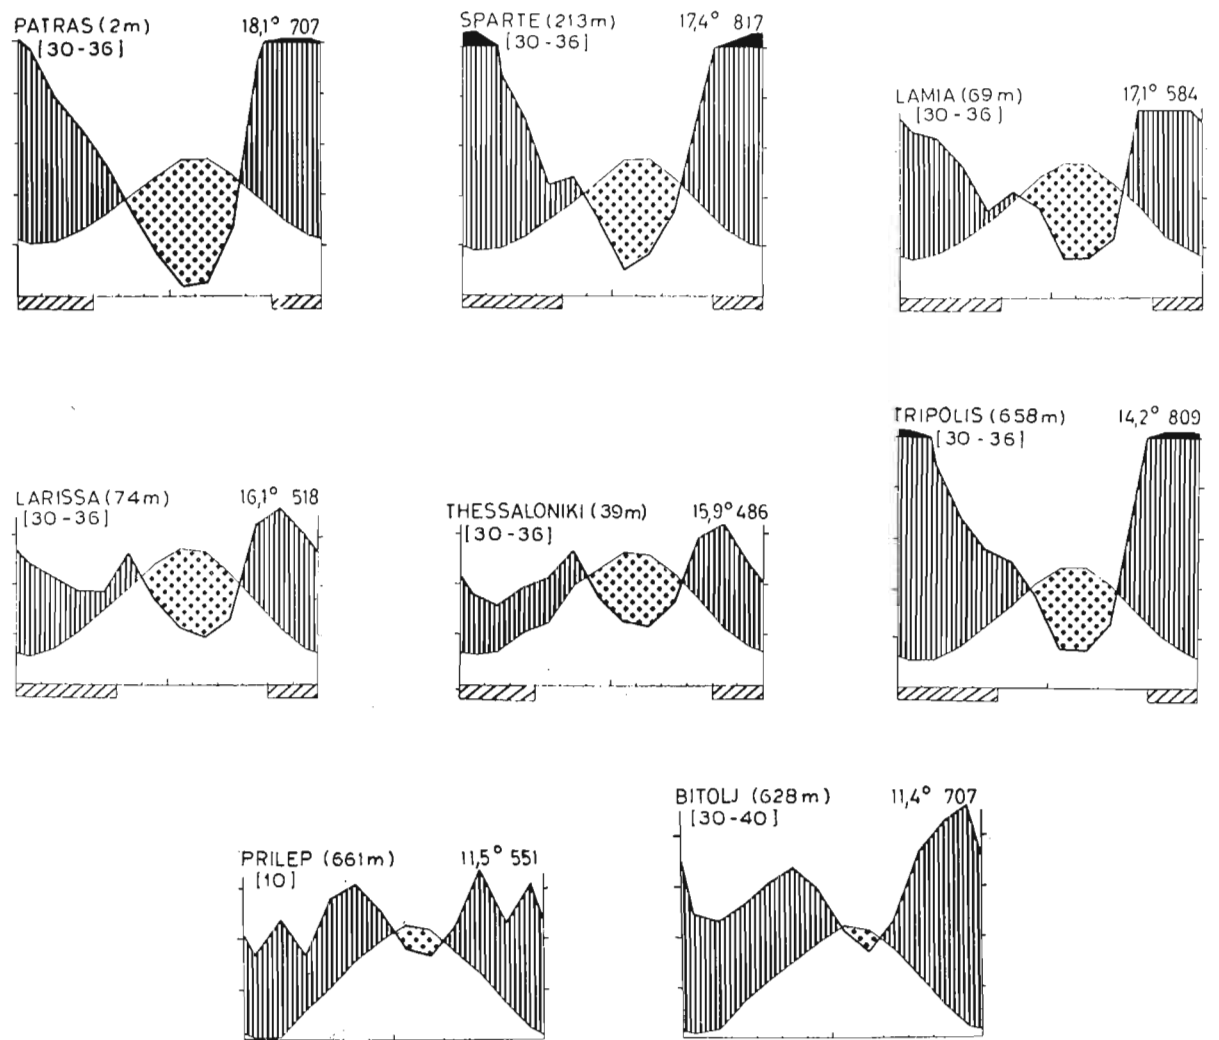 PATRAS (2m) 18,1° 707
[30-36]
SPARTE (213m) 17,4° 817
[30-36]
LAMIA (69m) 17,1° 584
[30-36]
LARISSA (74m) 16,1° 518
[30-36]
THESSALONIKI (39m) 15,9° 486
[30-36]
TRIPOLIS (658m) 14,2° 809
[30-36]
PRILEP (661m) 11,5° 551
[10]
BITOLJ (628m) 11,4° 707
[30-40]